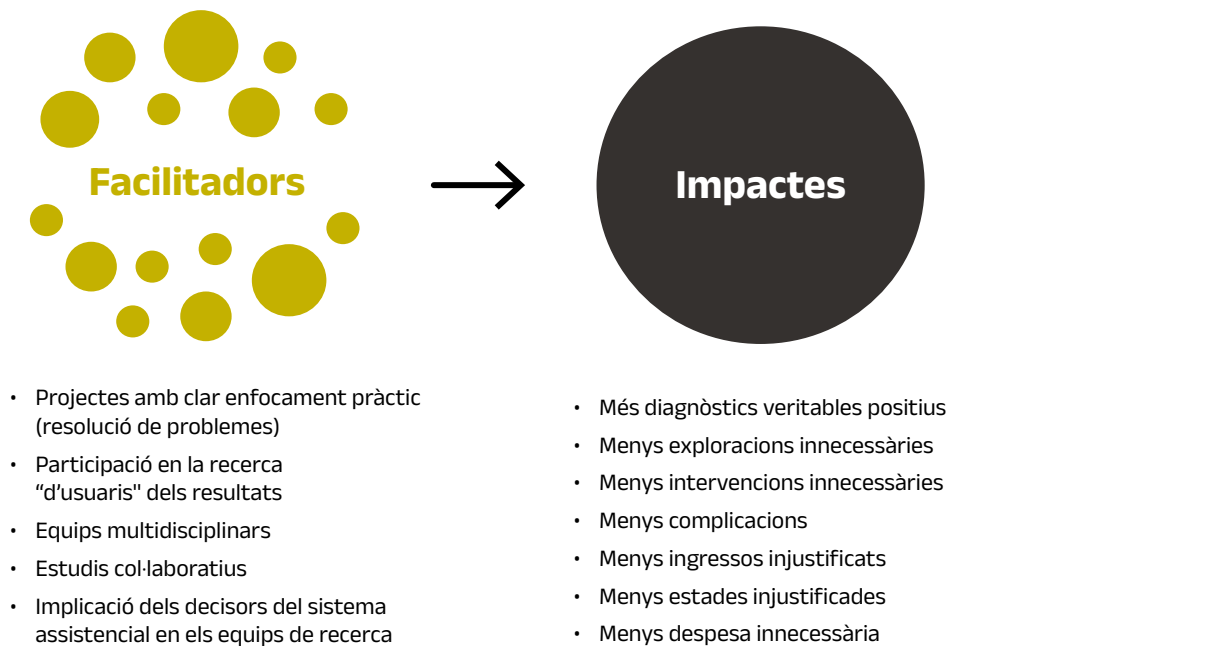 Facilitadors
Impactes
• Projectes amb clar enfocament pràctic
(resolució de problemes)
• Participació en la recerca
“d’usuaris" dels resultats
• Equips multidisciplinars
• Estudis col·laboratius
• Implicació dels decisors del sistema
assistencial en els equips de recerca
• Més diagnòstics veritables positius
• Menys exploracions innecessàries
• Menys intervencions innecessàries
• Menys complicacions
• Menys ingressos injustificats
• Menys estades injustificades
• Menys despesa innecessària